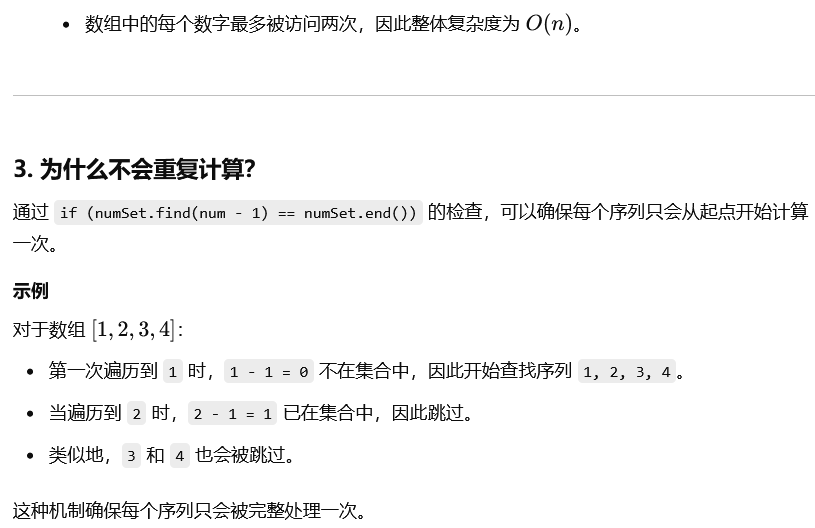 • 数组中的每个数字最多被访问两次，因此整体复杂度为 O(n)。
3. 为什么不会重复计算？
通过 if (numSet.find(num - 1) == numSet.end()) 的检查，可以确保每个序列只会从起点开始计算
一次。
示例
对于数组 [1, 2, 3, 4]：
• 第一次遍历到 1 时，1 - 1 = 0 不在集合中，因此开始查找序列 1, 2, 3, 4。
• 当遍历到 2 时，2 - 1 = 1 已在集合中，因此跳过。
• 类似地，3 和 4 也会被跳过。
这种机制确保每个序列只会被完整处理一次。